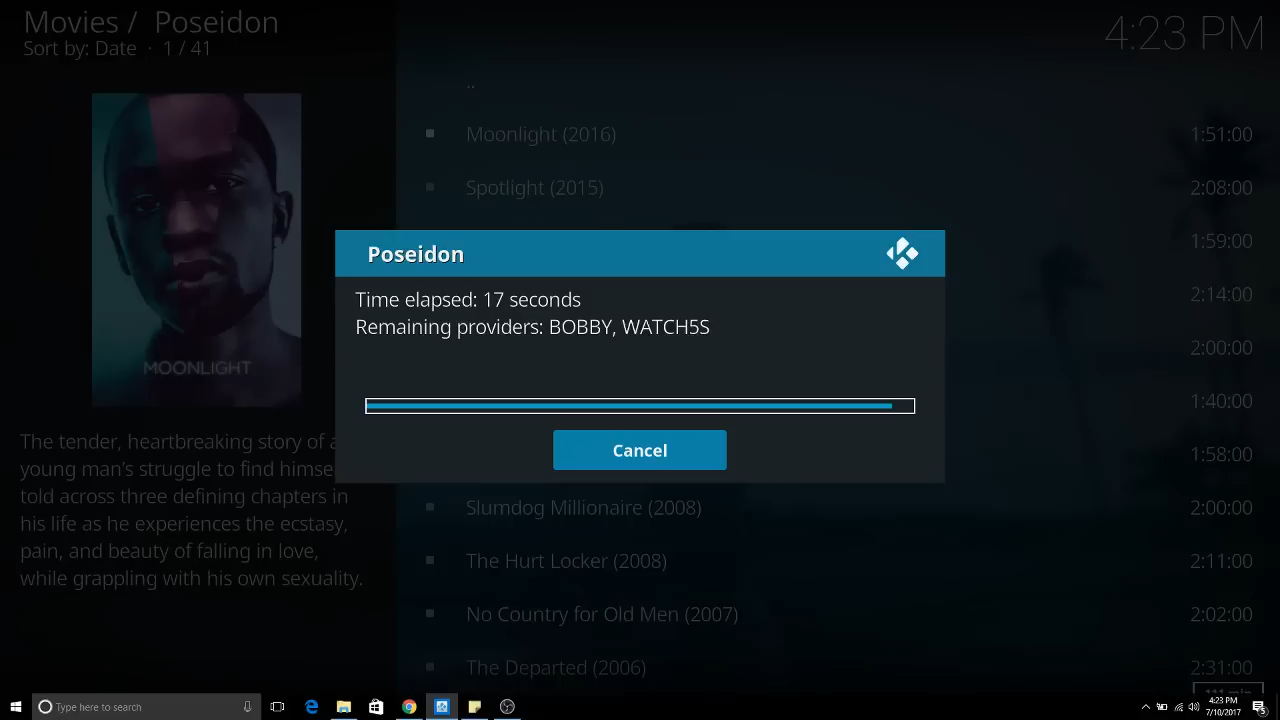 Movies / Poseidon
Sort by: Date · 1 / 41
4:23 PM
..
Moonlight (2016)
1:51:00
Spotlight (2015)
2:08:00
1:59:00
2:14:00
2:00:00
1:40:00
1:58:00
MOONLIGHT
Poseidon
Time elapsed: 17 seconds
Remaining providers: BOBBY, WATCH5S
Cancel
The tender, heartbreaking story of a
young man's struggle to find himse
told across three defining chapters in
his life as he experiences the ecstasy,
pain, and beauty of falling in love,
while grappling with his own sexuality.
Slumdog Millionaire (2008)
2:00:00
The Hurt Locker (2008)
2:11:00
No Country for Old Men (2007)
2:02:00
The Departed (2006)
2:31:00
Type here to search
4:23 PM
7/10/2017